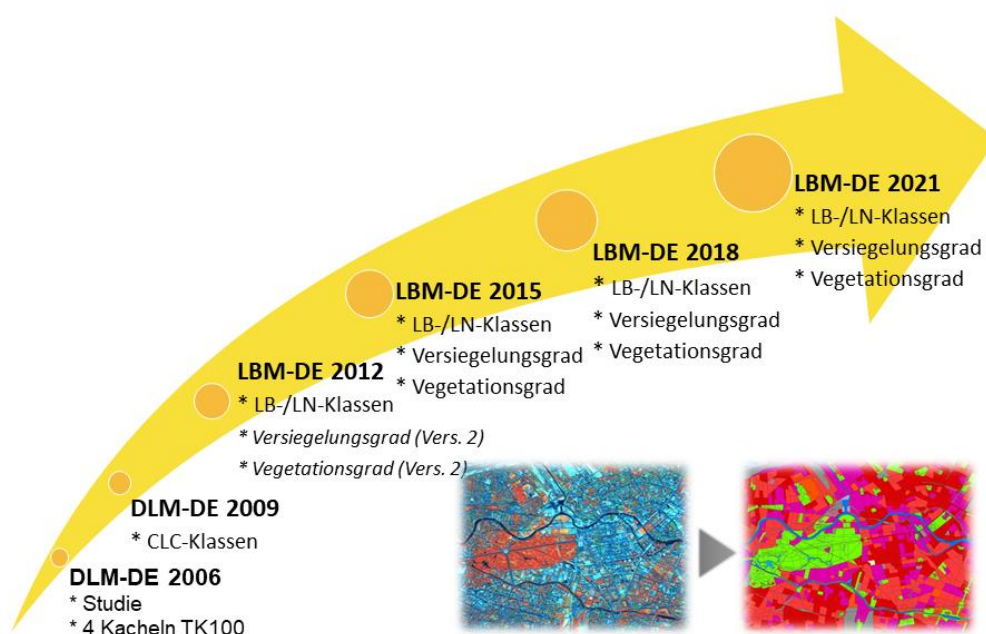 LBM-DE 2021
* LB-/LN-Klassen
* Versiegelungsgrad
* Vegetationsgrad
LBM-DE 2018
* LB-/LN-Klassen
* Versiegelungsgrad
* Vegetationsgrad
LBM-DE 2015
* LB-/LN-Klassen
* Versiegelungsgrad
* Vegetationsgrad
LBM-DE 2012
* LB-/LN-Klassen
* Versiegelungsgrad (Vers. 2)
* Vegetationsgrad (Vers. 2)
DLM-DE 2009
* CLC-Klassen
DLM-DE 2006
* Studie
* 4 Kacheln TK100